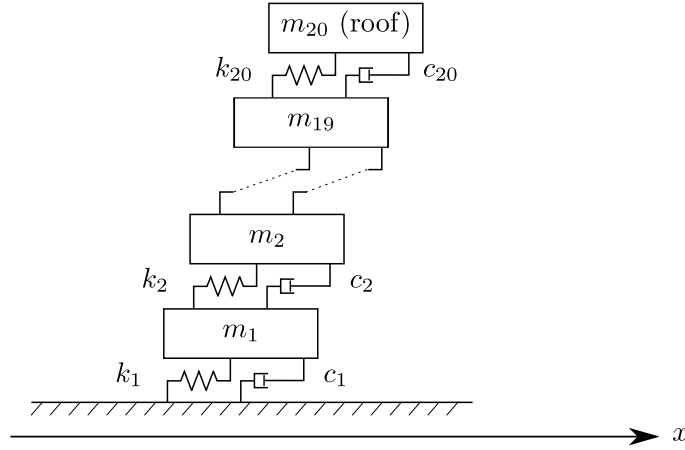 m₂₀ (roof)
k₂₀ c₂₀
m₁₉
m₂
k₂ c₂
m₁
k₁ c₁
x